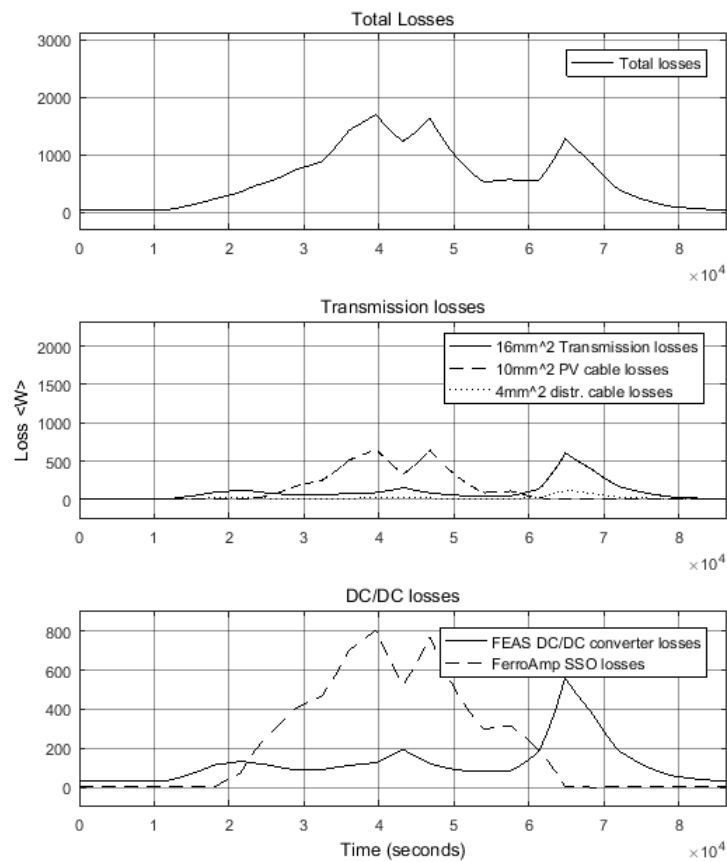 Total Losses
3000
2000
1000
0
Total losses
0 1 2 3 4 5 6 7 8
×10^4
Transmission losses
Loss <W>
2000
1500
1000
500
0
16mm^2 Transmission losses
10mm^2 PV cable losses
4mm^2 distr. cable losses
0 1 2 3 4 5 6 7 8
×10^4
DC/DC losses
800
600
400
200
0
FEAS DC/DC converter losses
FerroAmp SSO losses
0 1 2 3 4 5 6 7 8
Time (seconds)
×10^4